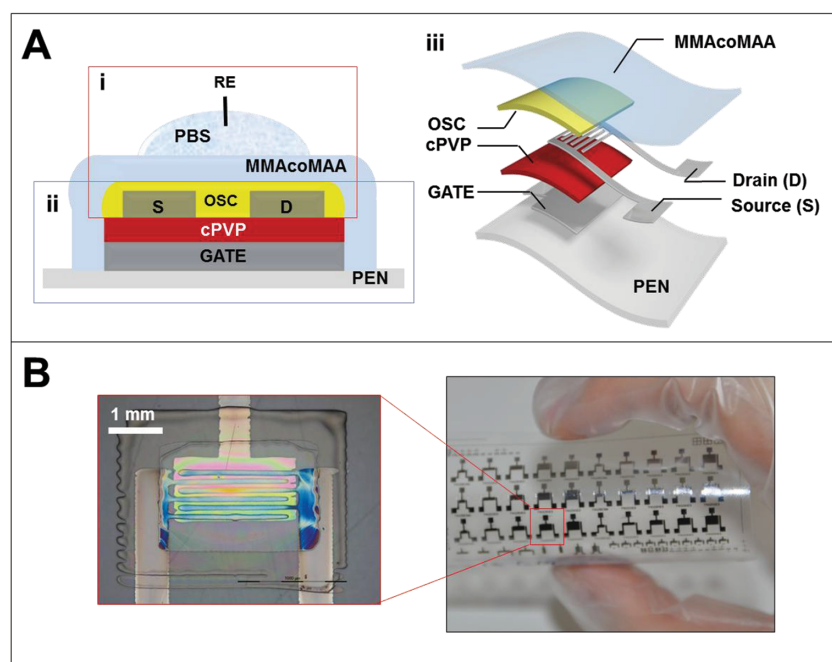 A
i
RE
PBS
MMAcoMAA
ii
S
OSC
D
cPVP
GATE
PEN
iii
MMAcoMAA
OSC
cPVP
GATE
Drain (D)
Source (S)
PEN
B
1 mm